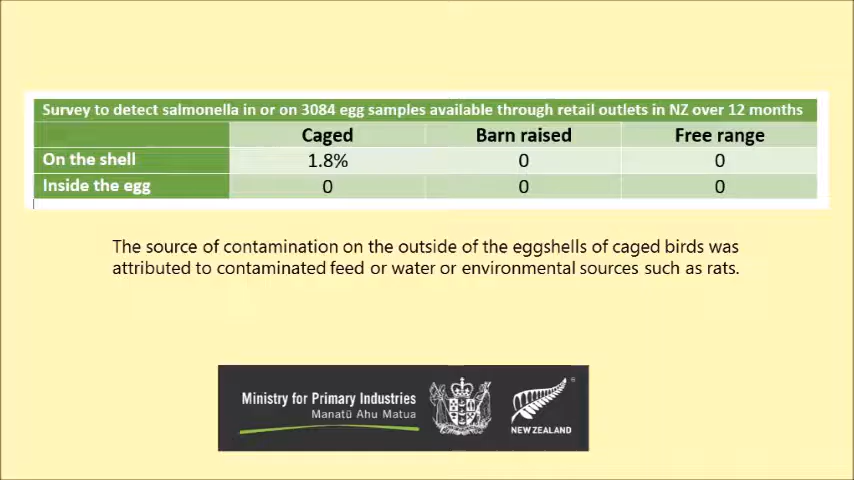 Survey to detect salmonella in or on 3084 egg samples available through retail outlets in NZ over 12 months
Caged Barn raised Free range
On the shell 1.8% 0 0
Inside the egg 0 0 0
The source of contamination on the outside of the eggshells of caged birds was
attributed to contaminated feed or water or environmental sources such as rats.
Ministry for Primary Industries
Manatū Ahu Matua
NEW ZEALAND